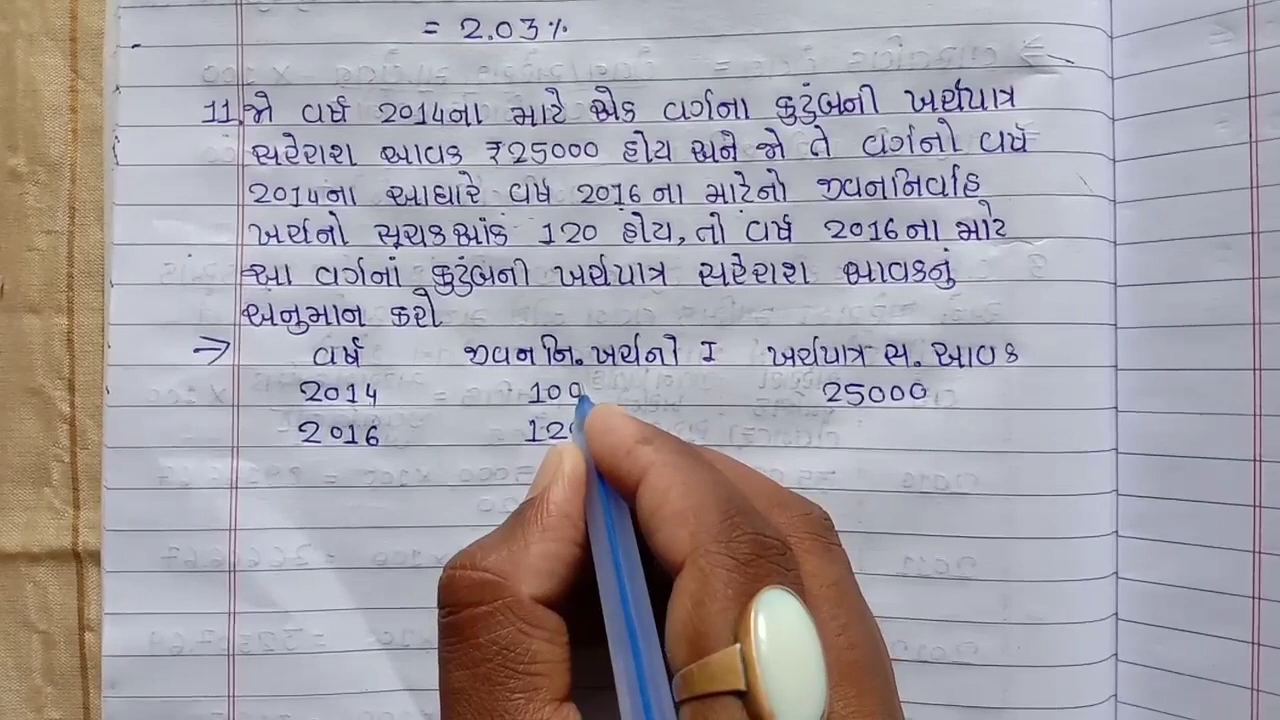 = 2.03%
11. જો વર્ષ 2014ના માટે એક વર્ગના કુટુંબની ખર્ચપાત્ર
સરેરાશ આવક ₹25000 હોય અને જો તે વર્ગનો વર્ષ
2014ના આધારે વર્ષ 2016 ના માટેનો જીવનનિર્વાહ
ખર્ચનો સૂચકઆંક 120 હોય, તો વર્ષ 2016ના માટે
આ વર્ગનાં કુટુંબની ખર્ચપાત્ર સરેરાશ આવકનું
અનુમાન કરો
→ વર્ષ જીવન નિ. ખર્ચનો I ખર્ચપાત્ર સ. આવક
2014 100 25000
2016 120